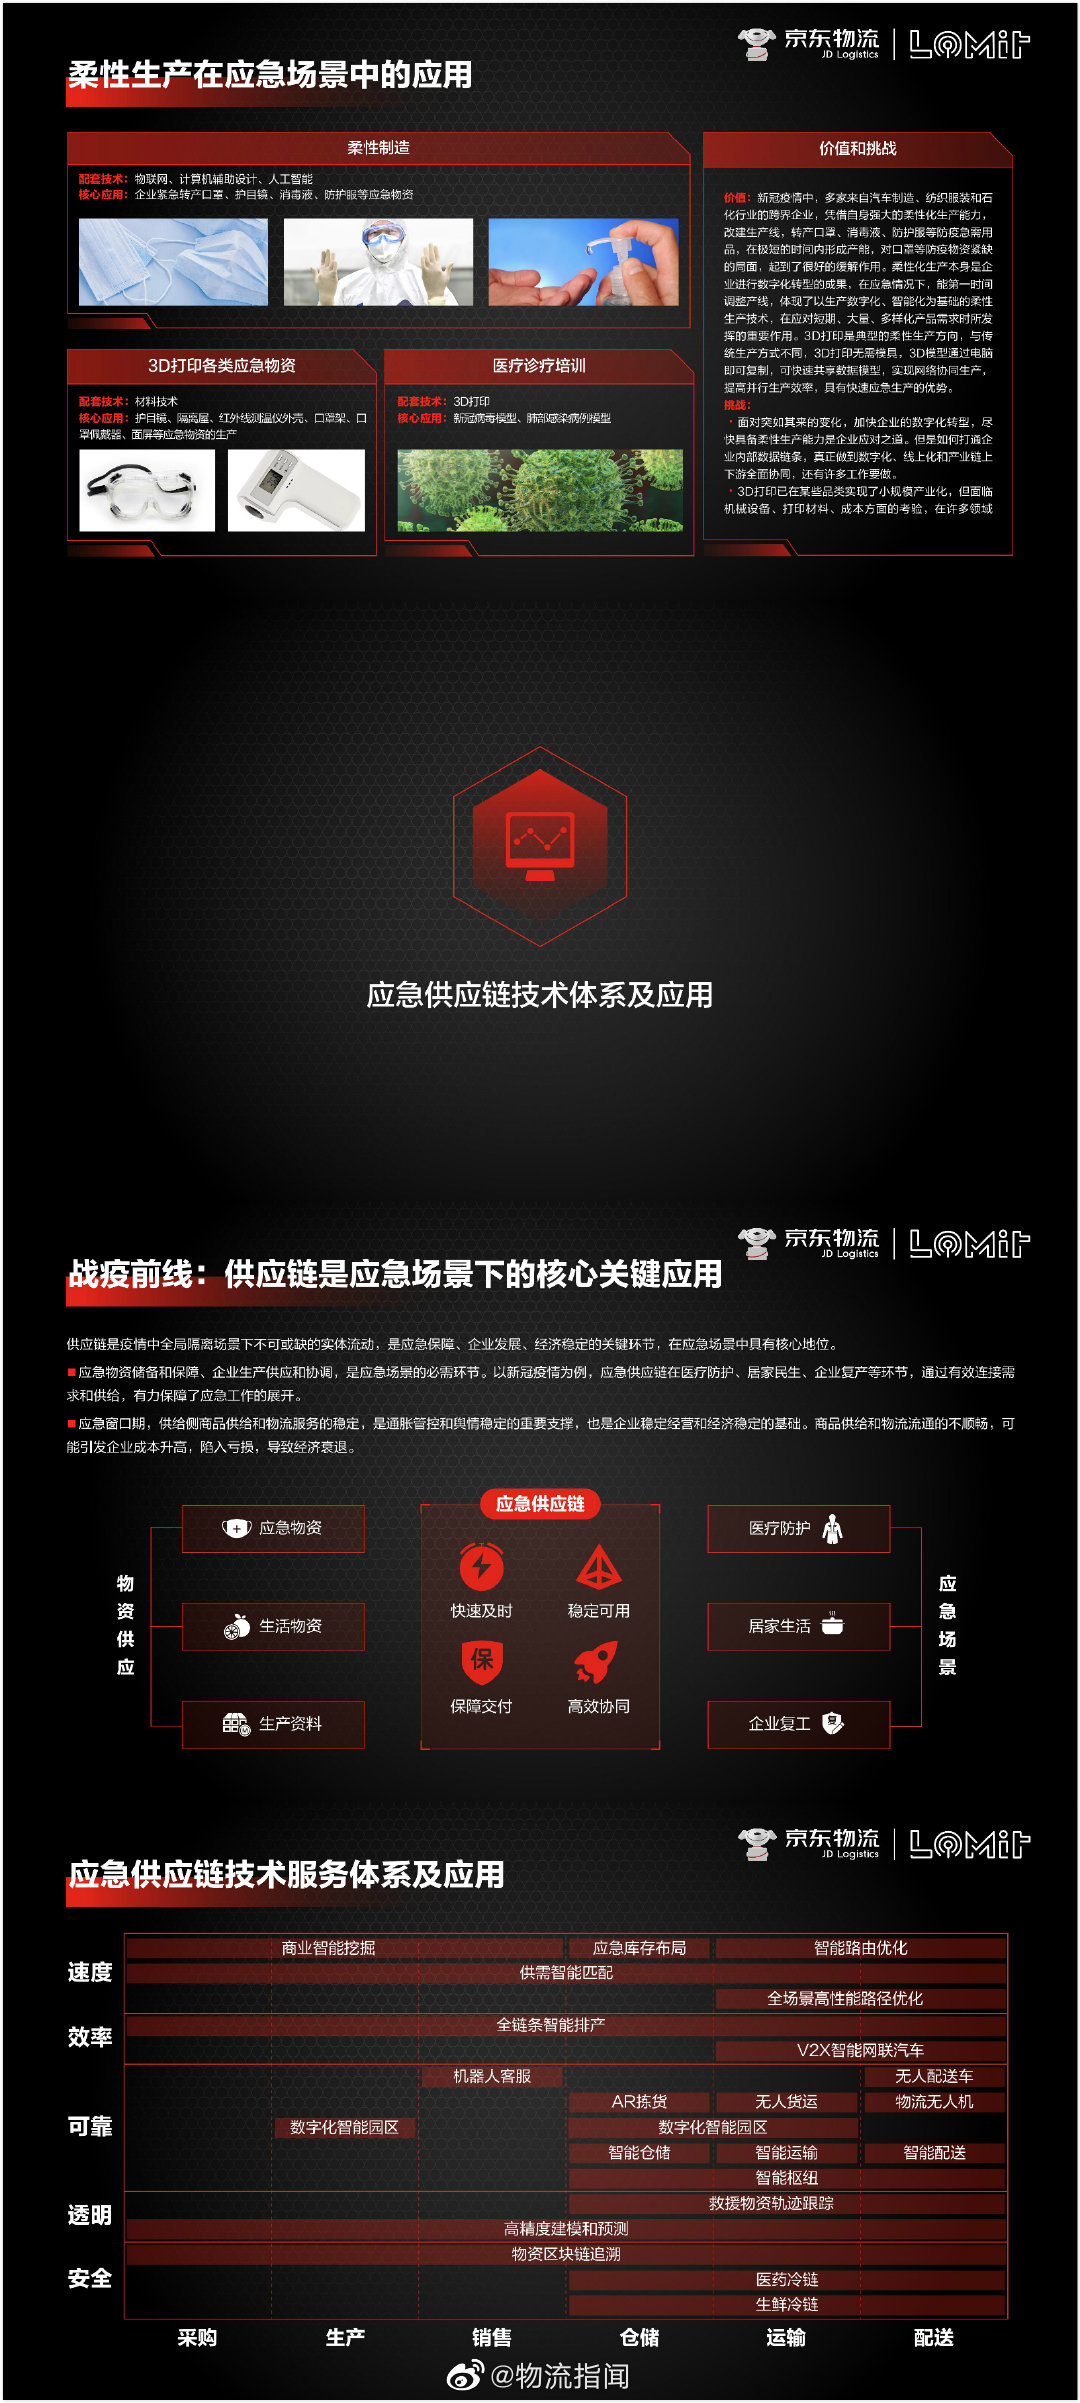 京东物流
JD Logistics
LOMir
柔性生产在应急场景中的应用
柔性制造
配套技术：物联网、计算机辅助设计、人工智能
核心应用：企业紧急转产口罩、护目镜、消毒液、防护服等应急物资
3D打印各类应急物资
配套技术：材料技术
核心应用：护目镜、隔离屋、红外线测温仪外壳、口罩架、口
罩佩戴器、面屏等应急物资的生产
医疗诊疗培训
配套技术：3D打印
核心应用：新冠病毒模型、肺部感染病例模型
价值和挑战
价值：新冠疫情中，多家来自汽车制造、纺织服装和石
化行业的跨界企业，凭借自身强大的柔性化生产能力，
改建生产线，转产口罩、消毒液、防护服等防疫急需用
品，在极短的时间内形成产能，对口罩等防疫物资紧缺
的局面，起到了很好的缓解作用。柔性化生产本身是企
业进行数字化转型的成果，在应急情况下，能第一时间
调整产线，体现了以生产数字化、智能化为基础的柔性
生产技术，在应对短期、大量、多样化产品需求时所发
挥的重要作用。3D打印是典型的柔性生产方向，与传
统生产方式不同，3D打印无需模具，3D模型通过电脑
即可复制，可快速共享数据模型，实现网络协同生产，
提高并行生产效率，具有快速应急生产的优势。
挑战：
· 面对突如其来的变化，加快企业的数字化转型，尽
快具备柔性生产能力是企业应对之道。但是如何打通企
业内部数据链条，真正做到数字化、线上化和产业链上
下游全面协同，还有许多工作要做。
· 3D打印已在某些品类实现了小规模产业化，但面临
机械设备、打印材料、成本方面的考验，在许多领域
应急供应链技术体系及应用
京东物流
JD Logistics
LOMir
战疫前线：供应链是应急场景下的核心关键应用
供应链是疫情中全局隔离场景下不可或缺的实体流动，是应急保障、企业发展、经济稳定的关键环节，在应急场景中具有核心地位。
■应急物资储备和保障、企业生产供应和协调，是应急场景的必需环节。以新冠疫情为例，应急供应链在医疗防护、居家民生、企业复产等环节，通过有效连接需
求和供给，有力保障了应急工作的展开。
■应急窗口期，供给侧商品供给和物流服务的稳定，是通胀管控和舆情稳定的重要支撑，也是企业稳定经营和经济稳定的基础。商品供给和物流流通的不顺畅，可
能引发企业成本升高，陷入亏损，导致经济衰退。
物资供应
应急物资
生活物资
生产资料
应急供应链
快速及时
稳定可用
保
保障交付
高效协同
医疗防护
居家生活
企业复工
复
应急场景
京东物流
JD Logistics
LOMir
应急供应链技术服务体系及应用
速度
商业智能挖掘
应急库存布局
智能路由优化
供需智能匹配
全场景高性能路径优化
效率
全链条智能排产
V2X智能网联汽车
可靠
机器人客服
无人配送车
AR拣货
无人货运
物流无人机
数字化智能园区
数字化智能园区
智能仓储
智能运输
智能配送
智能枢纽
透明
救援物资轨迹跟踪
高精度建模和预测
安全
物资区块链追溯
医药冷链
生鲜冷链
采购
生产
销售
仓储
运输
配送
@物流指闻